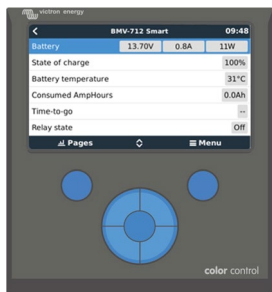 victron energy
BMV-712 Smart 09:48
Battery 13.70V 0.8A 11W
State of charge 100%
Battery temperature 31°C
Consumed AmpHours 0.0Ah
Time-to-go --
Relay state Off
Pages Menu
color control